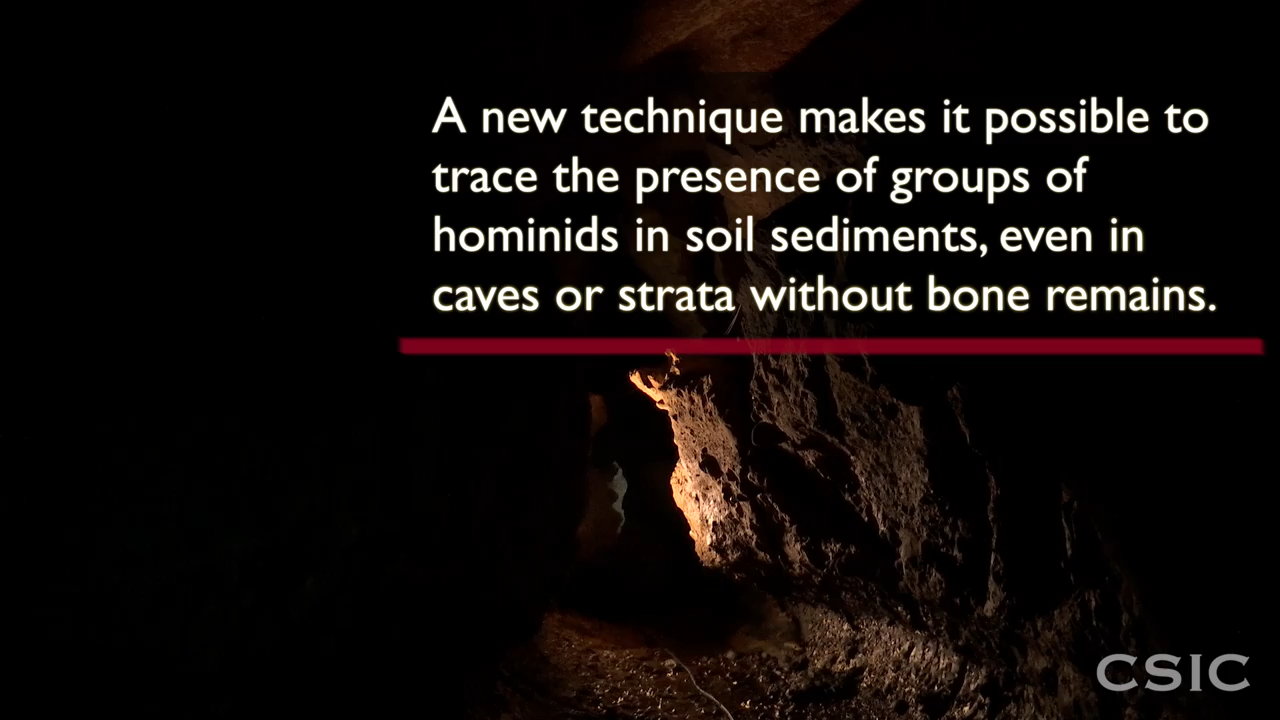 A new technique makes it possible to
trace the presence of groups of
hominids in soil sediments, even in
caves or strata without bone remains.
CSIC